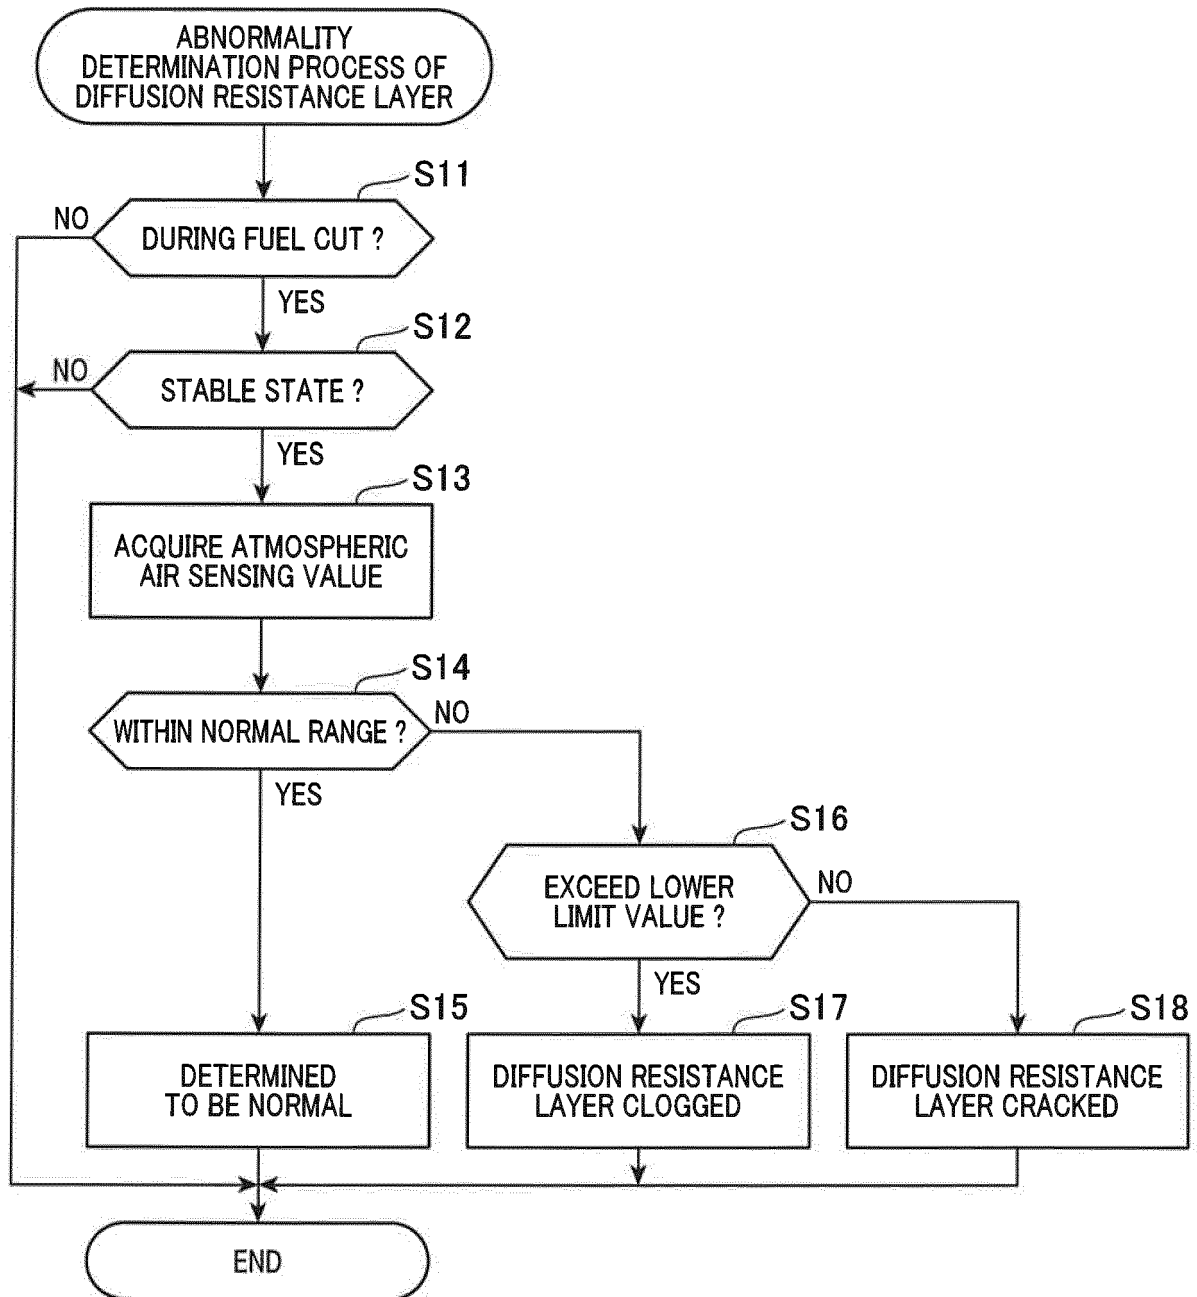 ABNORMALITY
DETERMINATION PROCESS OF
DIFFUSION RESISTANCE LAYER
S11
NO
DURING FUEL CUT ?
YES
S12
NO
STABLE STATE ?
YES
S13
ACQUIRE ATMOSPHERIC
AIR SENSING VALUE
S14
WITHIN NORMAL RANGE ?
NO
YES
S16
EXCEED LOWER
LIMIT VALUE ?
NO
YES
S15
DETERMINED
TO BE NORMAL
S17
DIFFUSION RESISTANCE
LAYER CLOGGED
S18
DIFFUSION RESISTANCE
LAYER CRACKED
END